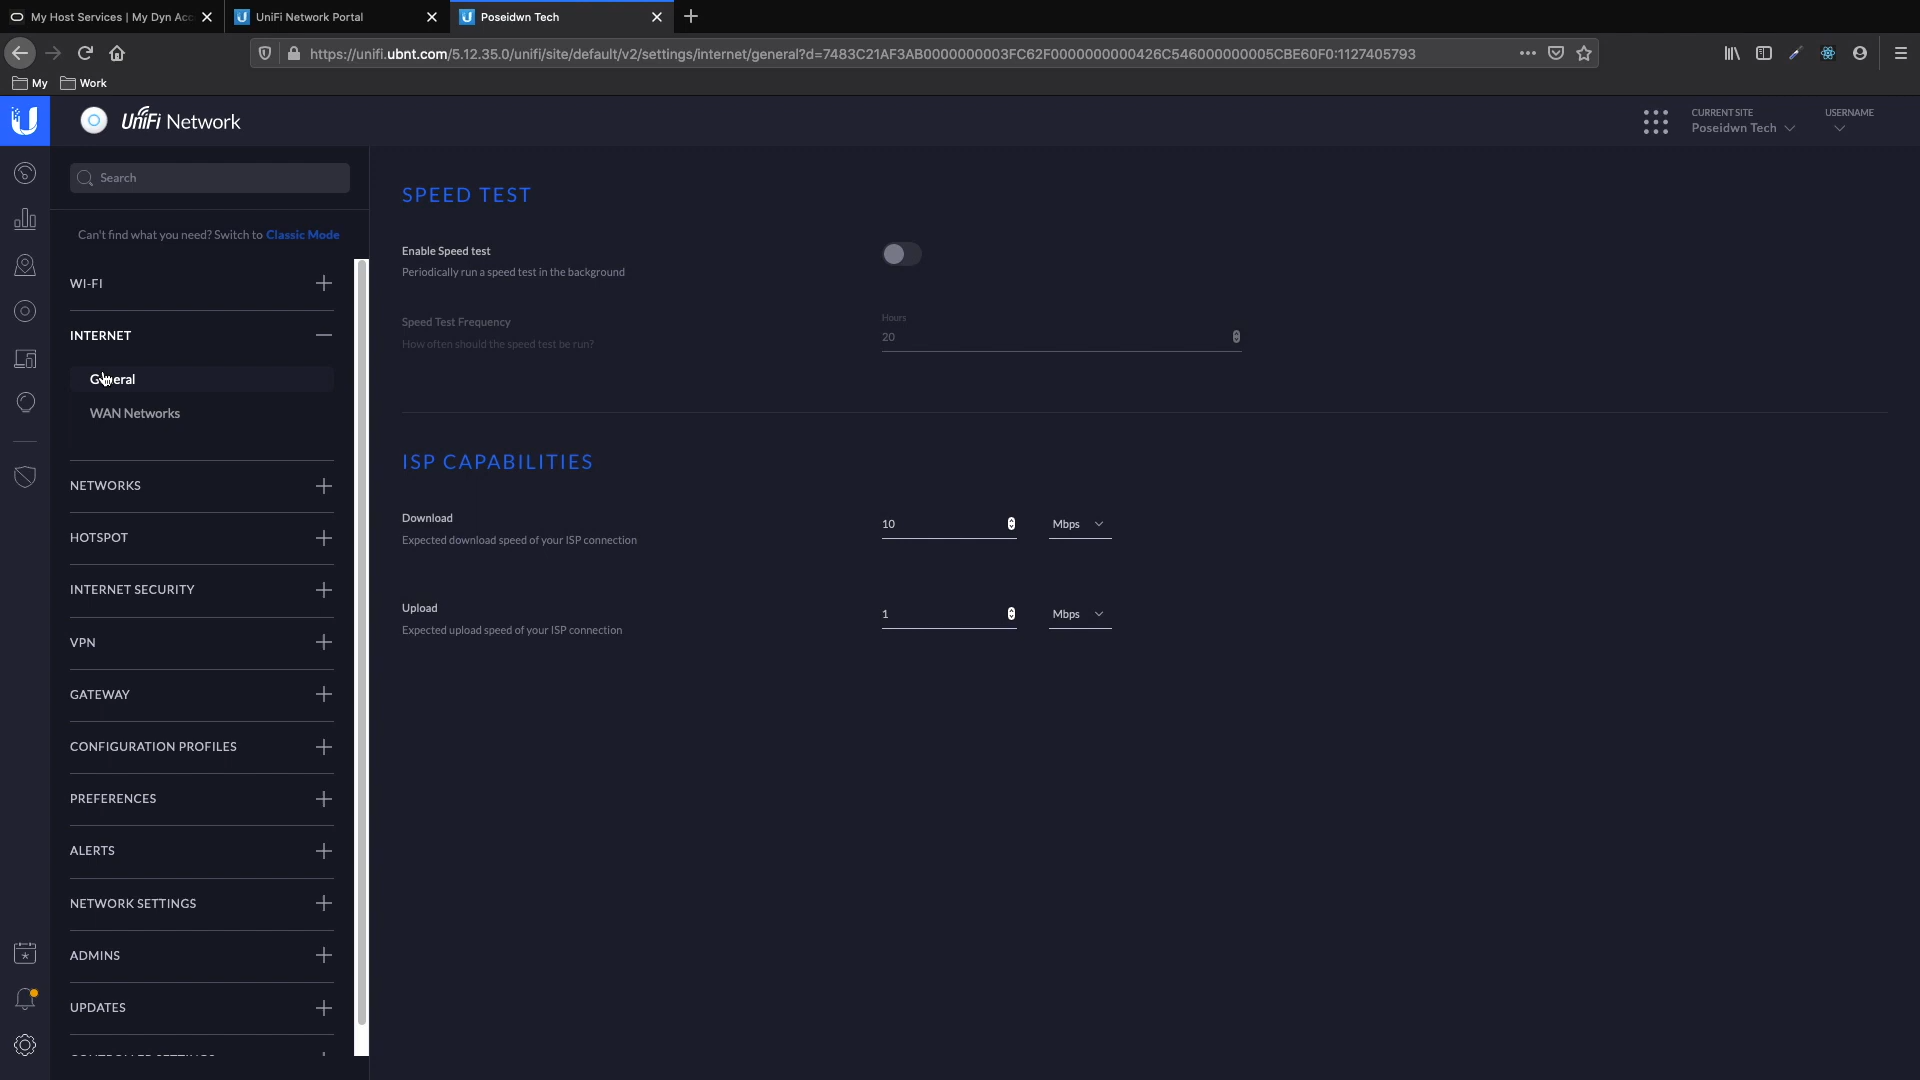 My Host Services | My Dyn Acc
UniFi Network Portal
Poseidwn Tech
https://unifi.ubnt.com/5.12.35.0/unifi/site/default/v2/settings/internet/general?d=7483C21AF3AB0000000003FC62F0000000000426C546000000005CBE60F0:1127405793
My
Work
UniFi Network
CURRENT SITE
Poseidwn Tech
USERNAME
Search
Can't find what you need? Switch to Classic Mode
WI-FI
INTERNET
General
WAN Networks
NETWORKS
HOTSPOT
INTERNET SECURITY
VPN
GATEWAY
CONFIGURATION PROFILES
PREFERENCES
ALERTS
NETWORK SETTINGS
ADMINS
UPDATES
SPEED TEST
Enable Speed test
Periodically run a speed test in the background
Speed Test Frequency
How often should the speed test be run?
Hours
20
ISP CAPABILITIES
Download
Expected download speed of your ISP connection
10
Mbps
Upload
Expected upload speed of your ISP connection
1
Mbps